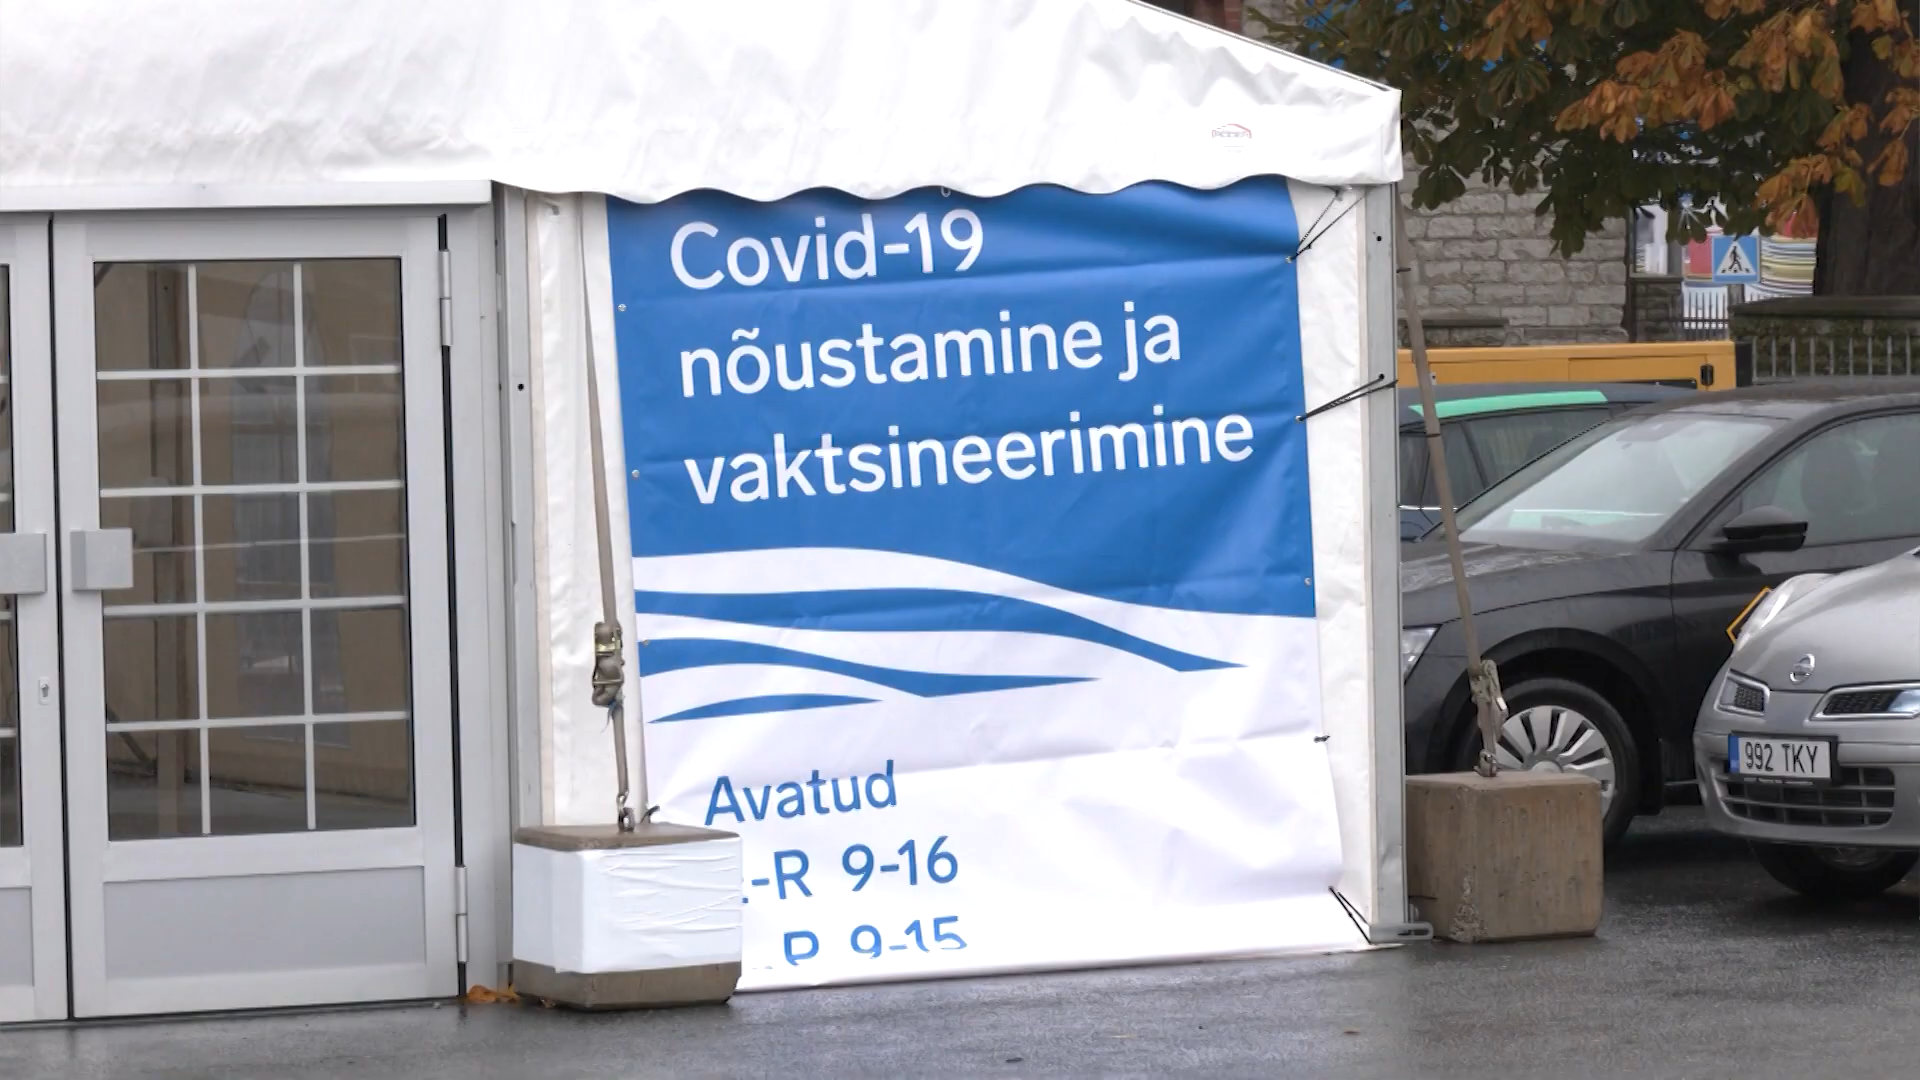 Covid-19
nõustamine ja
vaktsineerimine
Avatud
-R 9-16
P 9-15
992 TKY